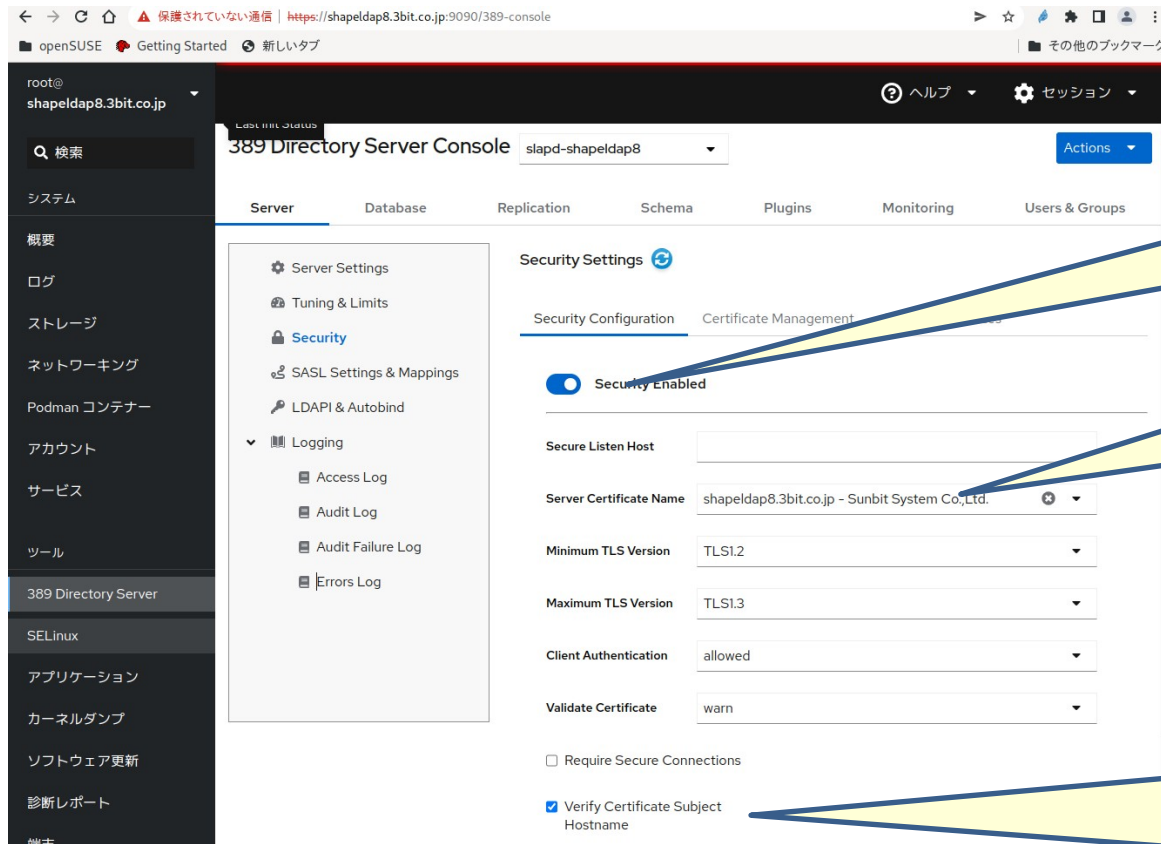 保護されていない通信 | https://shapeldap8.3bit.co.jp:9090/389-console
openSUSE Getting Started 新しいタブ その他のブックマーク
root@
shapeldap8.3bit.co.jp
ヘルプ セッション
Last Init Status
389 Directory Server Console slapd-shapeldap8 Actions
検索
システム
概要
ログ
ストレージ
ネットワーキング
Podman コンテナー
アカウント
サービス
ツール
389 Directory Server
SELinux
アプリケーション
カーネルダンプ
ソフトウェア更新
診断レポート
端末
Server Database Replication Schema Plugins Monitoring Users & Groups
Server Settings
Tuning & Limits
Security
SASL Settings & Mappings
LDAPI & Autobind
Logging
Access Log
Audit Log
Audit Failure Log
Errors Log
Security Settings
Security Configuration Certificate Management
Security Enabled
Secure Listen Host
Server Certificate Name shapeldap8.3bit.co.jp - Sunbit System Co.,Ltd.
Minimum TLS Version TLS1.2
Maximum TLS Version TLS1.3
Client Authentication allowed
Validate Certificate warn
Require Secure Connections
Verify Certificate Subject
Hostname